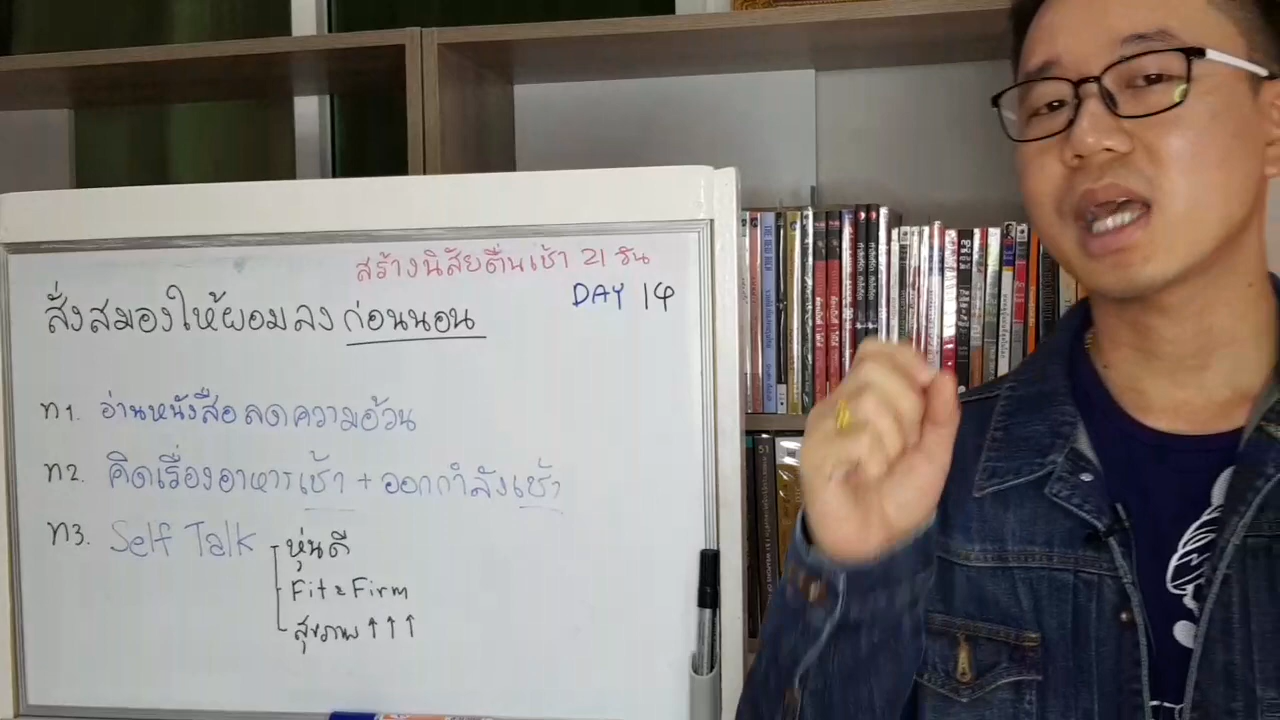 สร้างนิสัยตื่นเช้า 21 วัน
DAY 14
สั่งสมองให้ผอมลงก่อนนอน
ท1. อ่านหนังสือลดความอ้วน
ท2. คิดเรื่องอาหารเช้า + ออกกำลังเช้า
ท3. Self Talk
หุ่นดี
Fit & Firm
สุขภาพ ↑↑↑
51